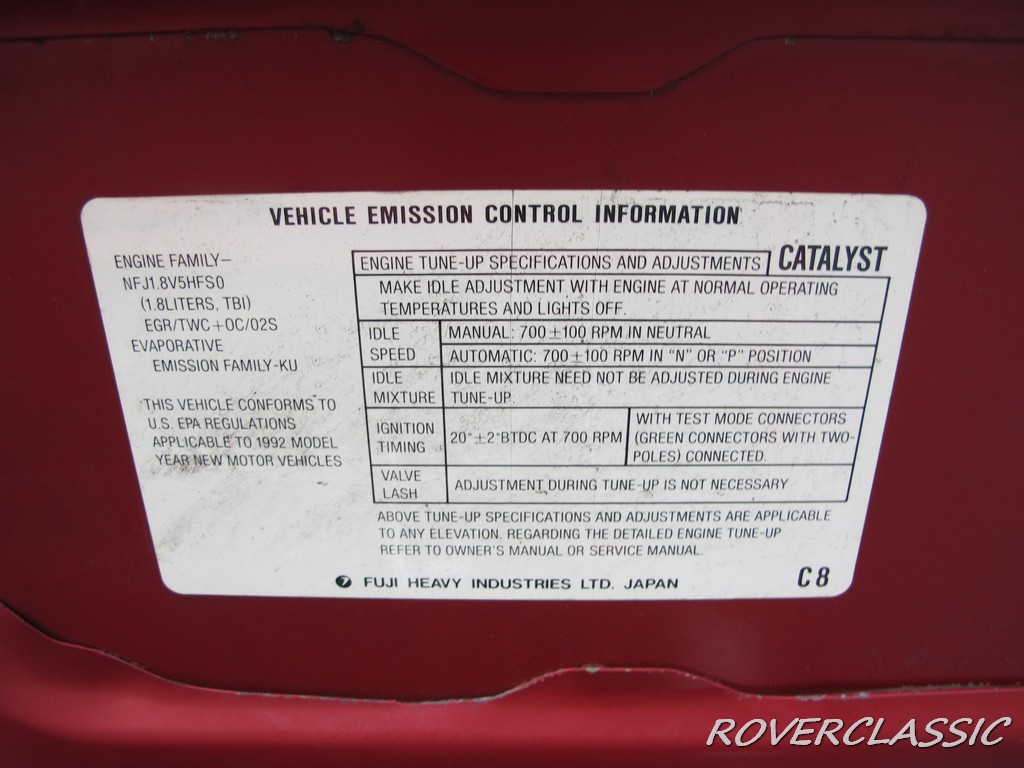 VEHICLE EMISSION CONTROL INFORMATION
ENGINE FAMILY–
NFJ1.8V5HFS0
(1.8LITERS, TBI)
EGR/TWC+OC/O2S
EVAPORATIVE
EMISSION FAMILY-KU
THIS VEHICLE CONFORMS TO
U.S. EPA REGULATIONS
APPLICABLE TO 1992 MODEL
YEAR NEW MOTOR VEHICLES
ENGINE TUNE-UP SPECIFICATIONS AND ADJUSTMENTS
CATALYST
MAKE IDLE ADJUSTMENT WITH ENGINE AT NORMAL OPERATING
TEMPERATURES AND LIGHTS OFF.
IDLE
SPEED
MANUAL: 700±100 RPM IN NEUTRAL
AUTOMATIC: 700±100 RPM IN “N” OR “P” POSITION
IDLE
MIXTURE
IDLE MIXTURE NEED NOT BE ADJUSTED DURING ENGINE
TUNE-UP.
IGNITION
TIMING
20°±2°BTDC AT 700 RPM
WITH TEST MODE CONNECTORS
(GREEN CONNECTORS WITH TWO-
POLES) CONNECTED.
VALVE
LASH
ADJUSTMENT DURING TUNE-UP IS NOT NECESSARY
ABOVE TUNE-UP SPECIFICATIONS AND ADJUSTMENTS ARE APPLICABLE
TO ANY ELEVATION. REGARDING THE DETAILED ENGINE TUNE-UP
REFER TO OWNER'S MANUAL OR SERVICE MANUAL.
7 FUJI HEAVY INDUSTRIES LTD. JAPAN
C8
ROVERCLASSIC